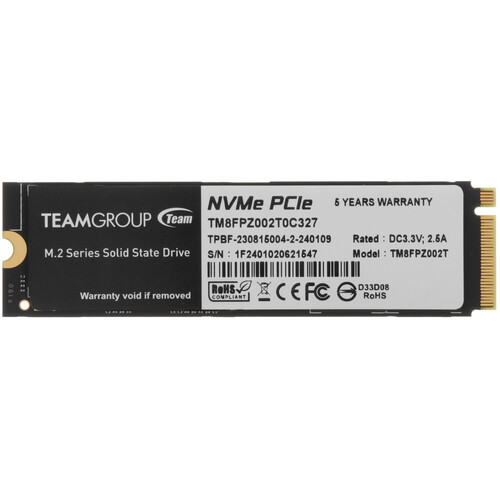 TEAMGROUP Team
M.2 Series Solid State Drive
Warranty void if removed
NVMe PCIe
5 YEARS WARRANTY
TM8FPZ002T0C327
TPBF-230815004-2-240109
Rated : DC3.3V; 2.5A
S/N : 1F2401020621547
Model : TM8FPZ002T
RoHS
COMPLIANT
CE
FC
D33D08
RoHS